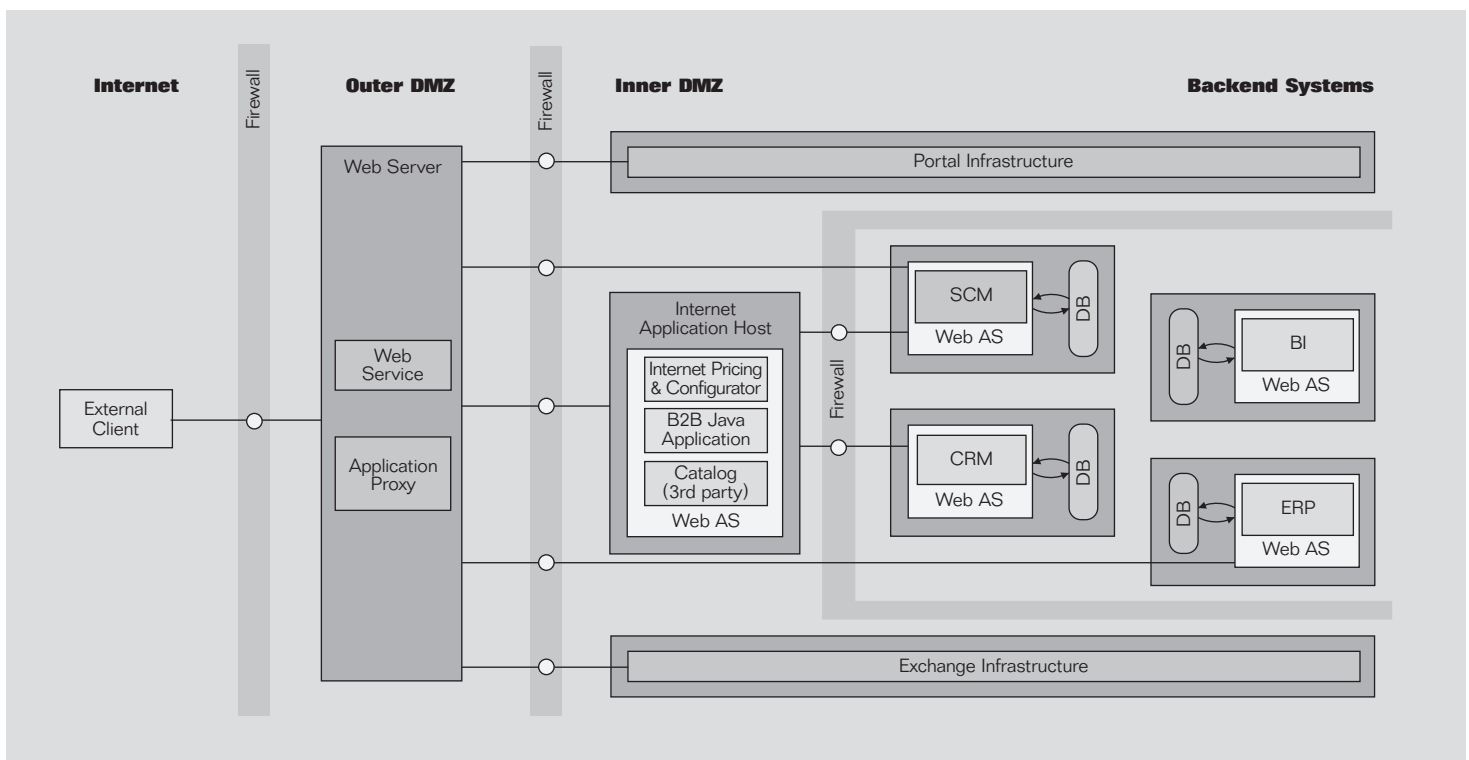 Internet
Firewall
Outer DMZ
Firewall
Inner DMZ
Backend Systems
Web Server
Portal Infrastructure
Web
Service
Application
Proxy
External
Client
Internet
Application Host
Internet Pricing
& Configurator
B2B Java
Application
Catalog
(3rd party)
Web AS
Firewall
SCM
Web AS
DB
CRM
Web AS
DB
DB
BI
Web AS
DB
ERP
Web AS
Exchange Infrastructure